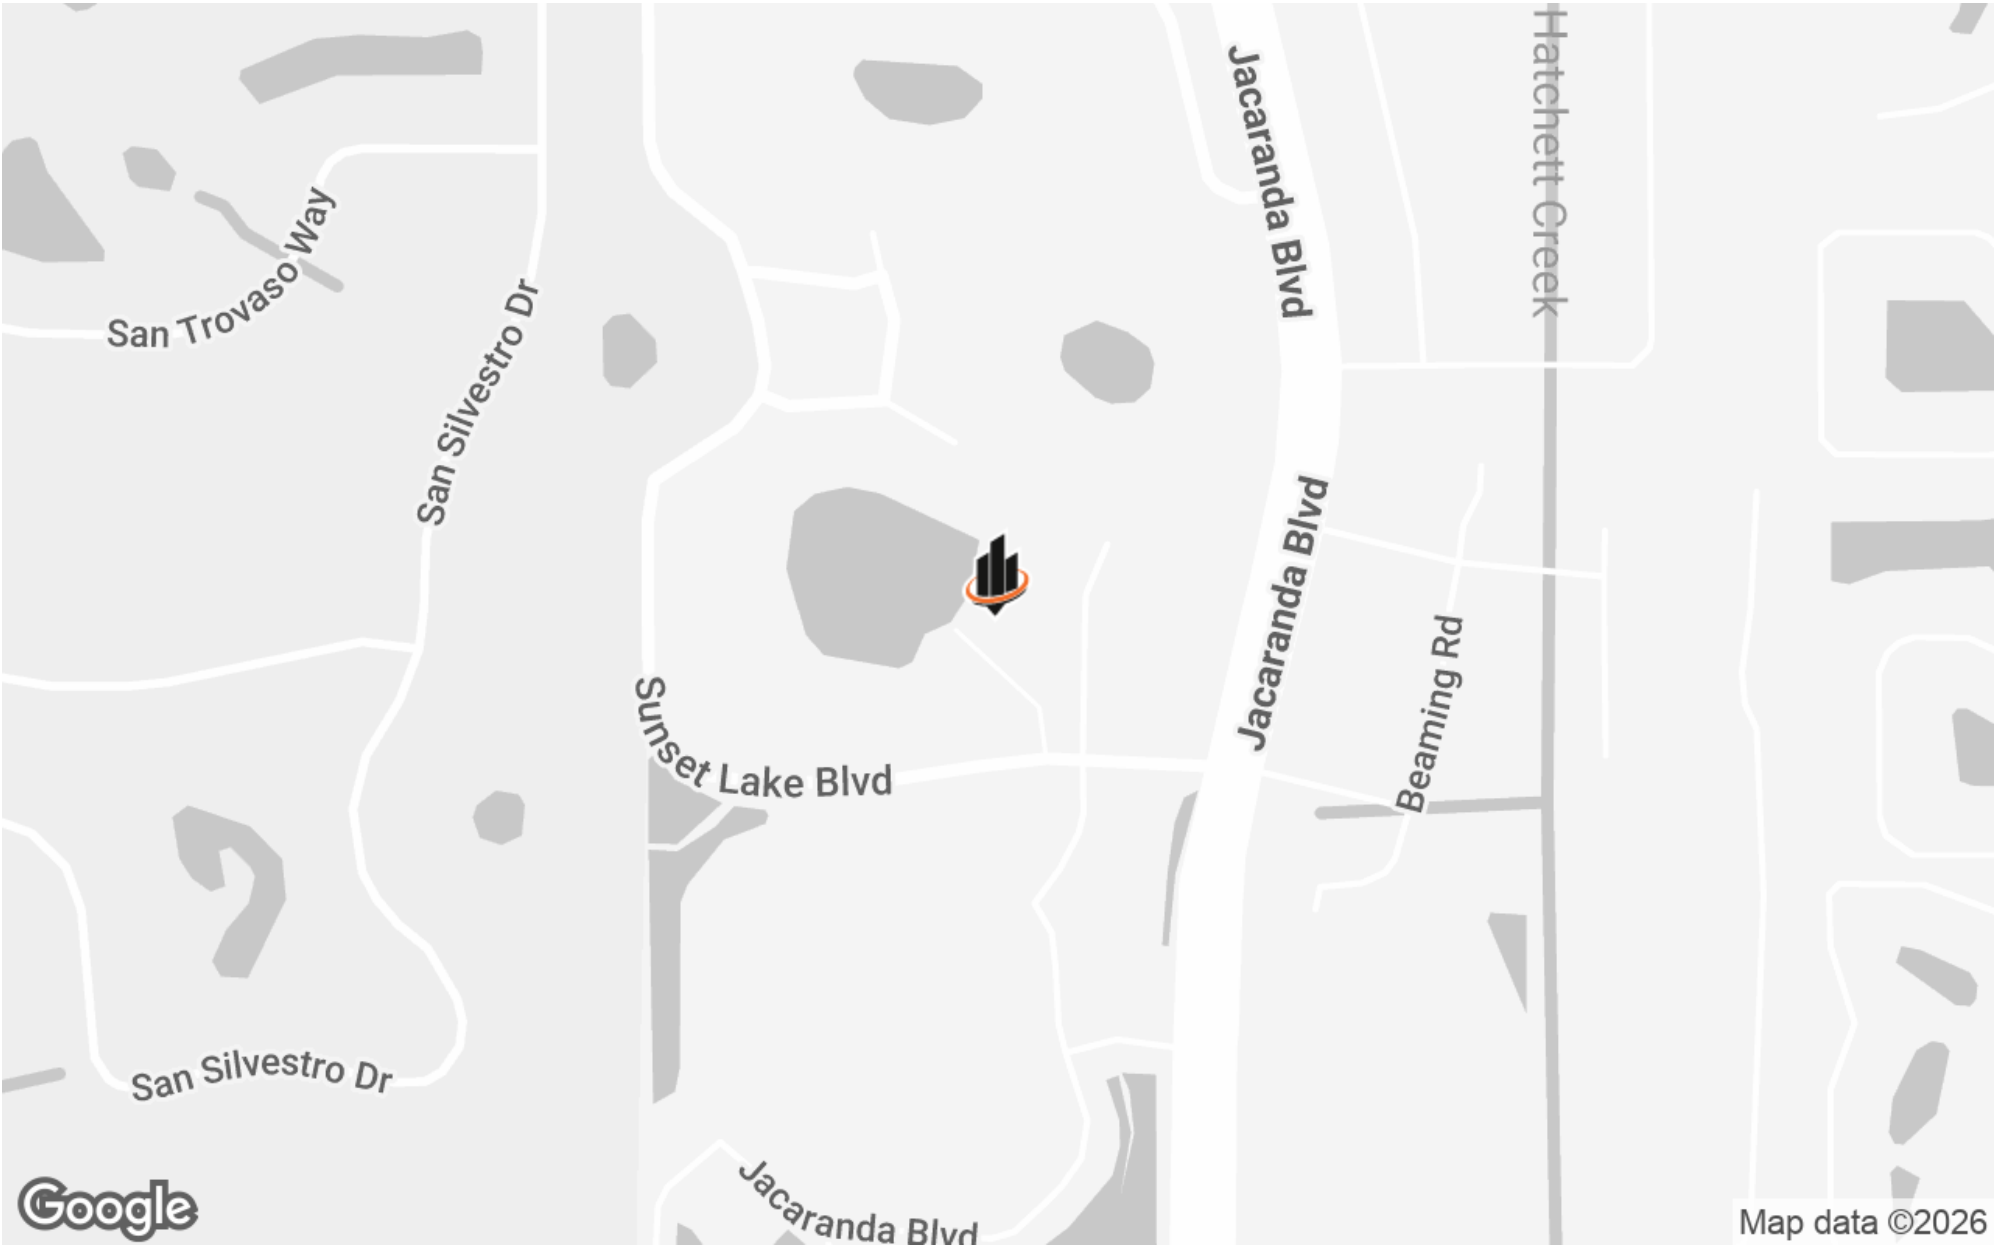 Jacaranda Blvd
Hatchett Creek
San Trovaso Way
San Silvestro Dr
Jacaranda Blvd
Beaming Rd
Sunset Lake Blvd
San Silvestro Dr
Jacaranda Blvd
Google
Map data ©2026